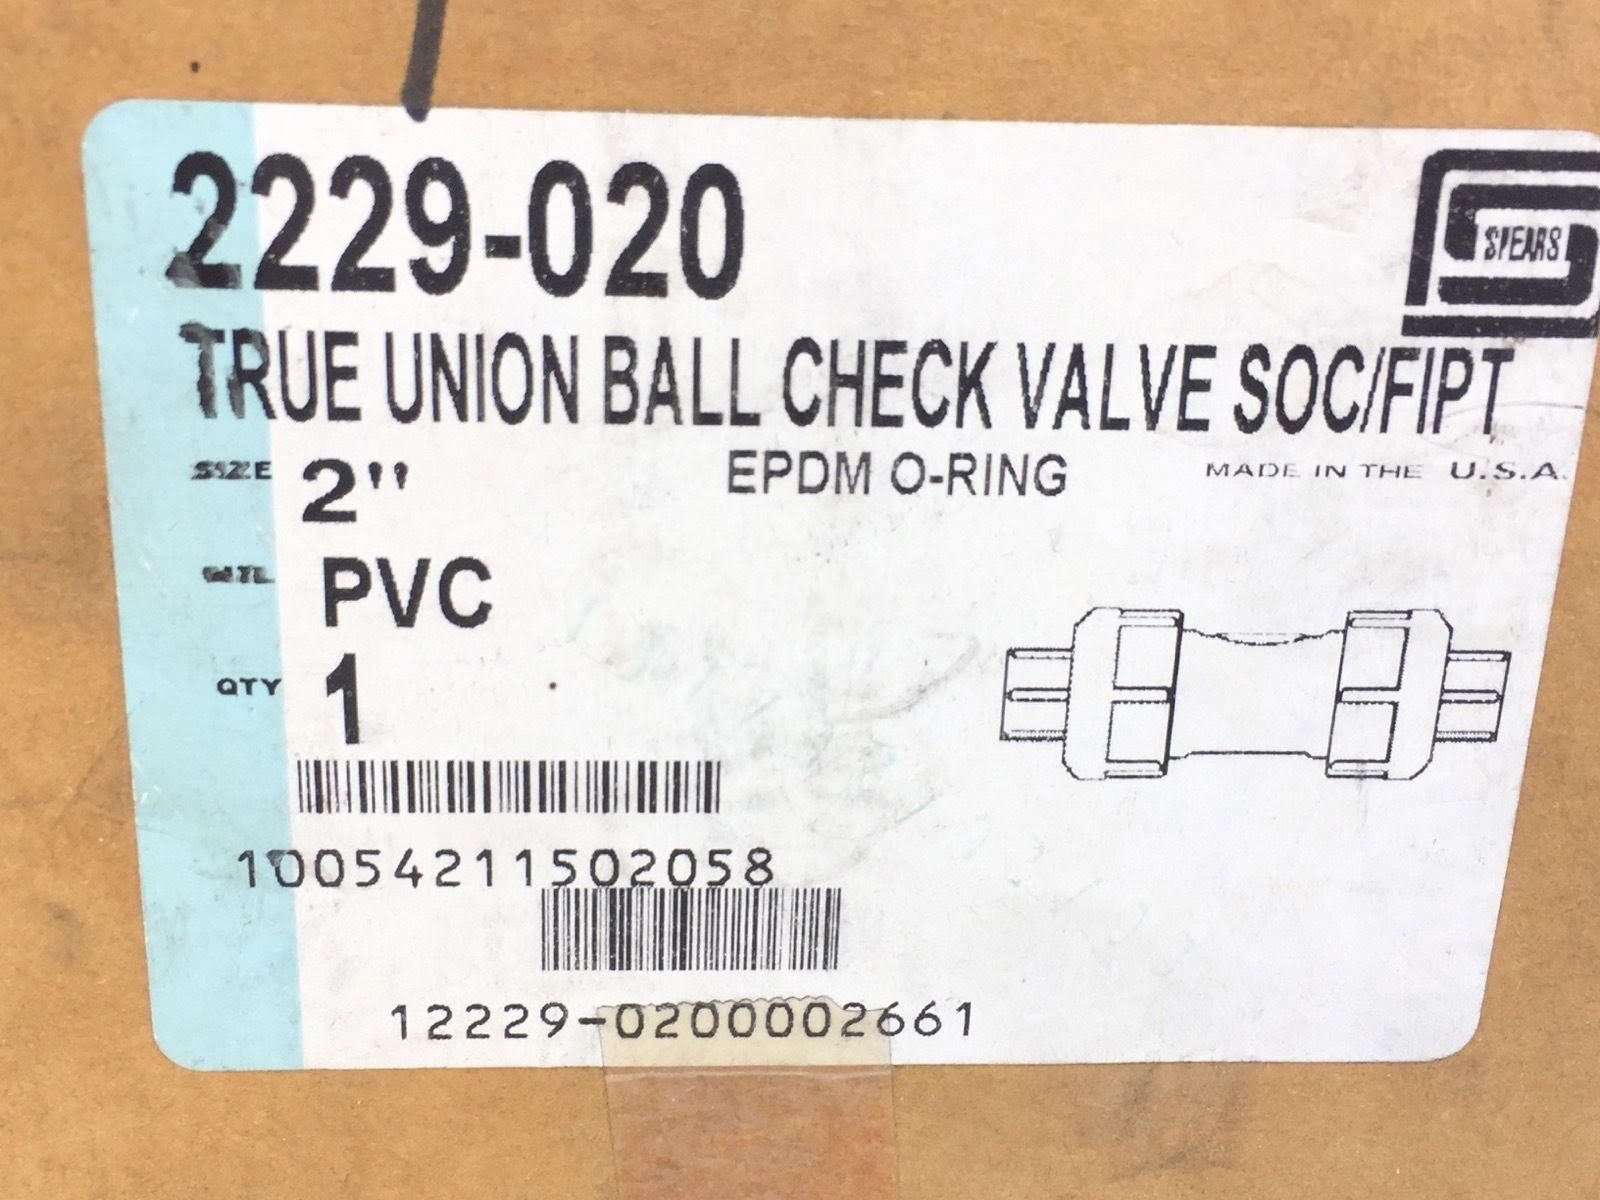 2229-020
SPEARS
TRUE UNION BALL CHECK VALVE SOC/FIPT
SIZE 2" EPDM O-RING MADE IN THE U.S.A.
MTL PVC
QTY 1
10054211502058
12229-0200002661